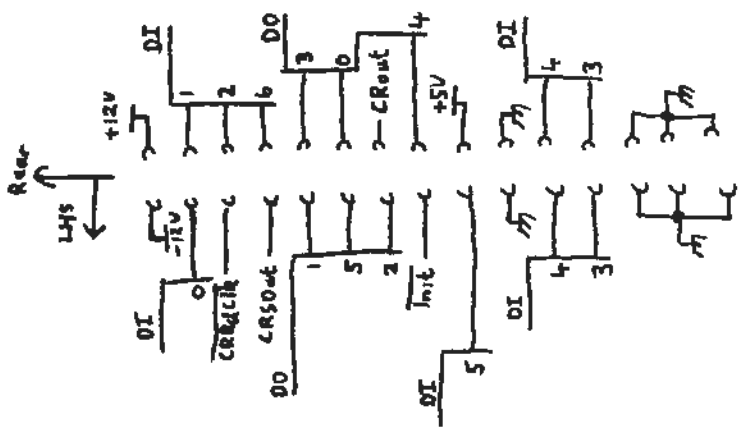 DI
1
2
6
+12V
DO
3
0
4
CRout
+5V
DI
4
3
Rear
LHS
-12V
DI
0
CRSOut
DO
1
5
2
Init
DI
5
DI
4
3